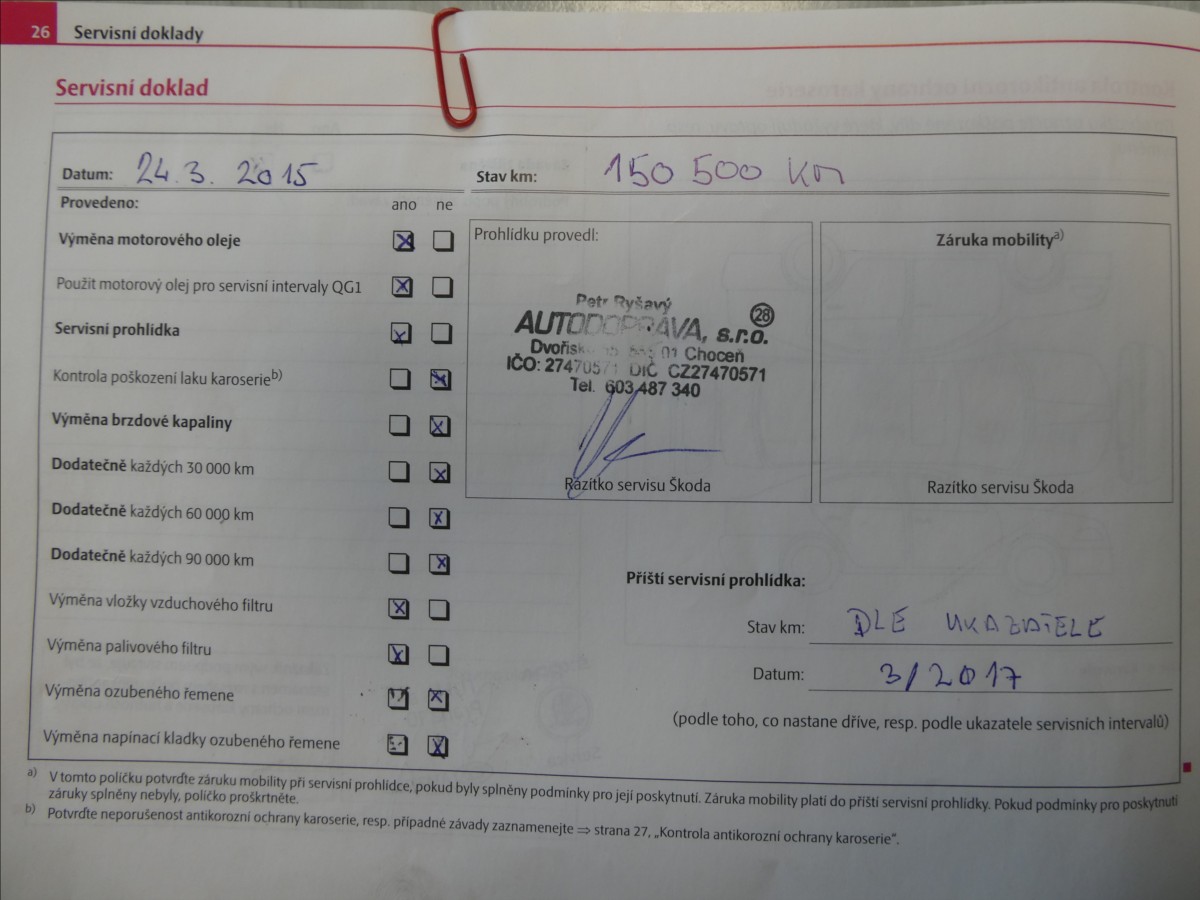 26 Servisní doklady
Servisní doklad
Datum: 24. 3. 2015
Stav km: 150 500 km
Provedeno: ano ne
Výměna motorového oleje
Použit motorový olej pro servisní intervaly QG1
Servisní prohlídka
Kontrola poškození laku karoserie b)
Výměna brzdové kapaliny
Dodatečně každých 30 000 km
Dodatečně každých 60 000 km
Dodatečně každých 90 000 km
Výměna vložky vzduchového filtru
Výměna palivového filtru
Výměna ozubeného řemene
Výměna napínací kladky ozubeného řemene
Prohlídku provedl:
Petr Ryšavý
28
AUTODOPRAVA, s.r.o.
01 Choceň
IČO: 27470571 DIČ CZ27470571
Tel. 603 487 340
Razítko servisu Škoda
Záruka mobility a)
Razítko servisu Škoda
Příští servisní prohlídka:
Stav km: DLE UKAZATELE
Datum: 3/2017
(podle toho, co nastane dříve, resp. podle ukazatele servisních intervalů)
a) V tomto políčku potvrďte záruku mobility při servisní prohlídce, pokud byly splněny podmínky pro její poskytnutí. Záruka mobility platí do příští servisní prohlídky. Pokud podmínky pro poskytnutí
záruky splněny nebyly, políčko proškrtněte.
b) Potvrďte neporušenost antikorozní ochrany karoserie, resp. případné závady zaznamenejte ⇒ strana 27, „Kontrola antikorozní ochrany karoserie“.